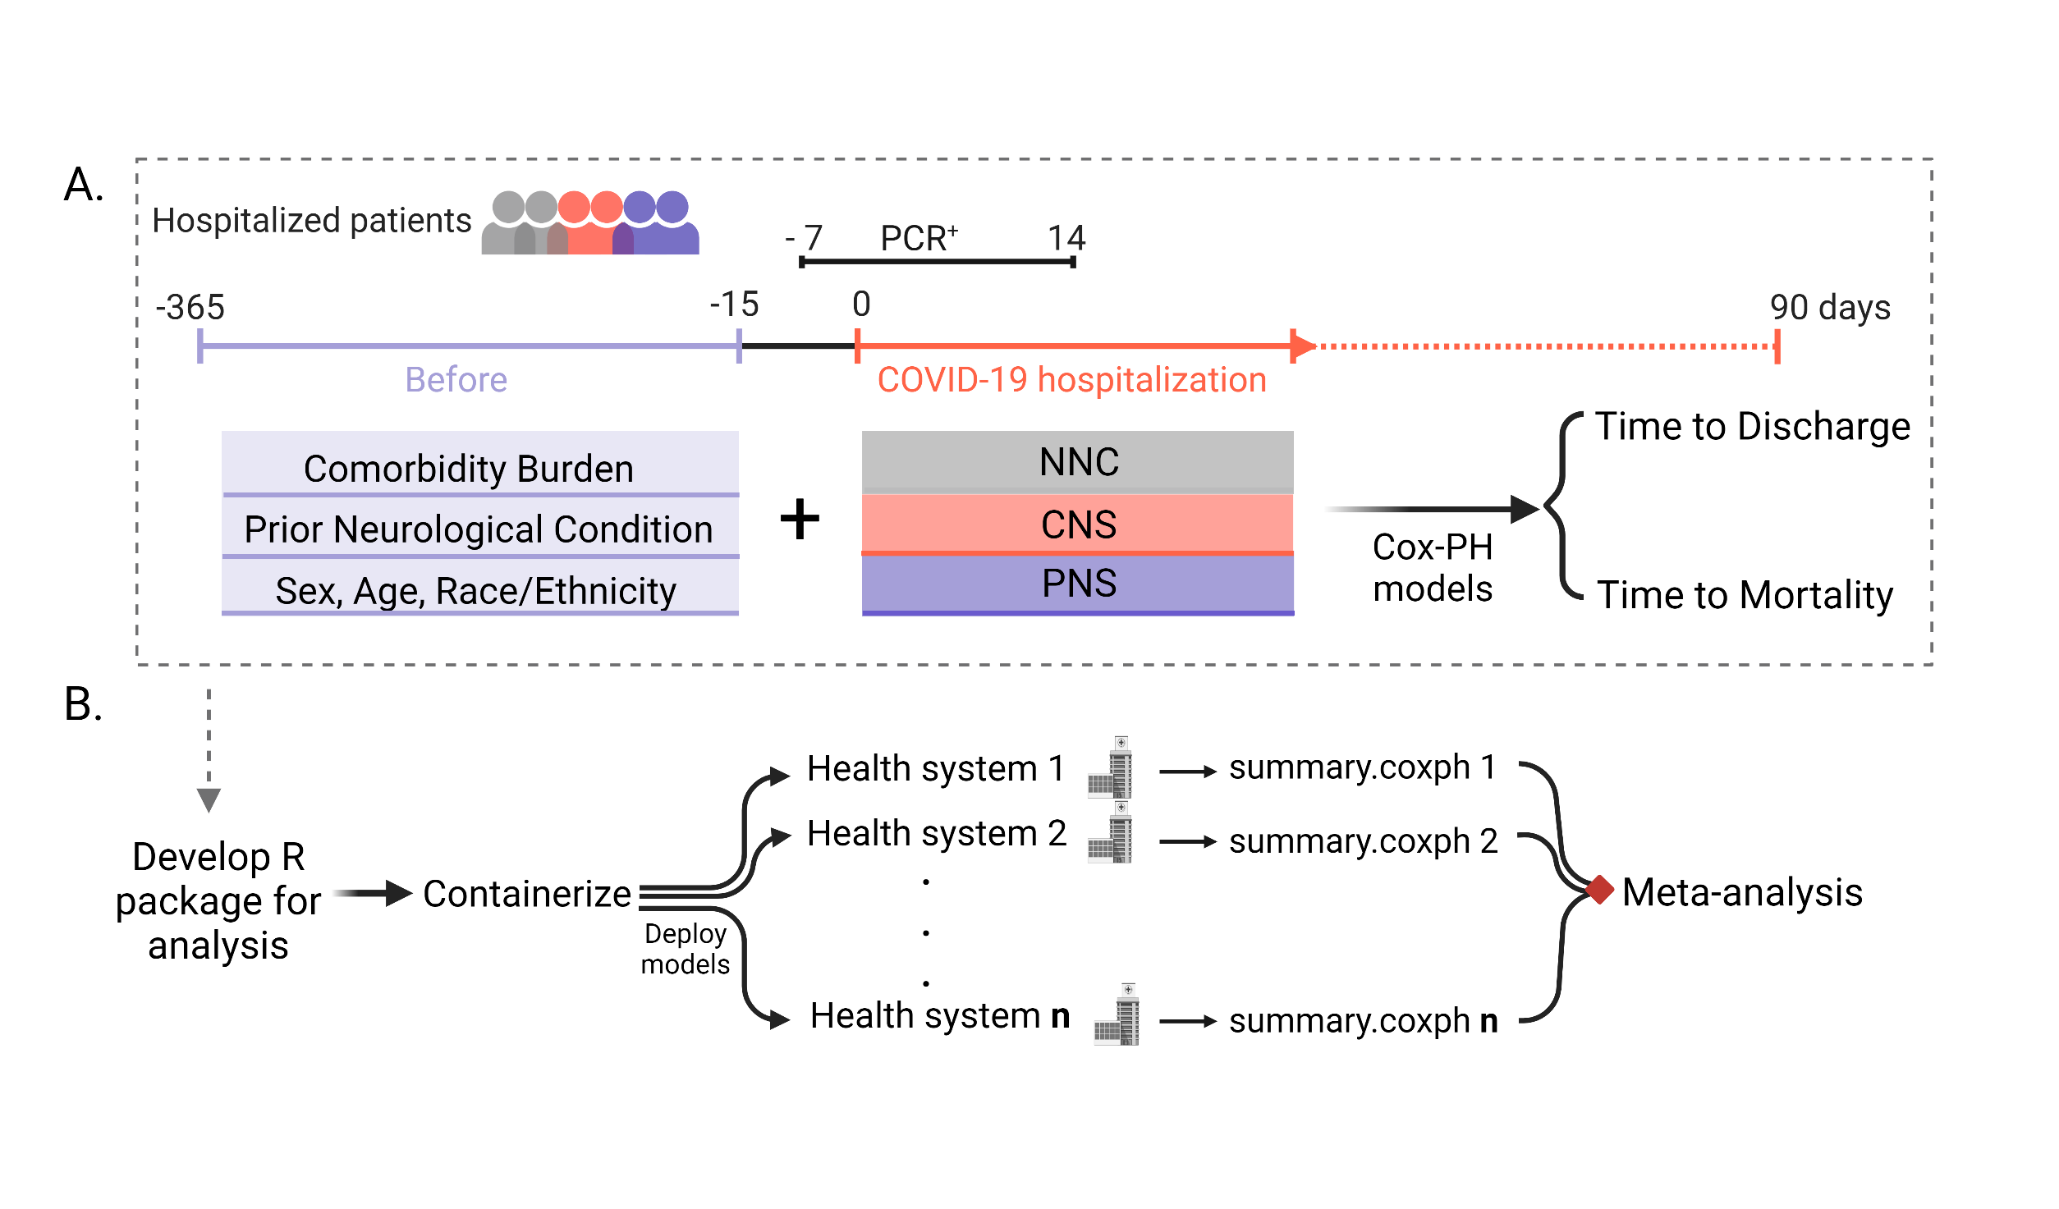 A.
Hospitalized patients
- 7 PCR+ 14
-365 -15 0 90 days
Before COVID-19 hospitalization
Comorbidity Burden
Prior Neurological Condition
Sex, Age, Race/Ethnicity
+
NNC
CNS
PNS
Cox-PH
models
Time to Discharge
Time to Mortality
B.
Develop R
package for
analysis
Containerize
Deploy
models
Health system 1
summary.coxph 1
Health system 2
summary.coxph 2
.
.
.
Health system n
summary.coxph n
Meta-analysis